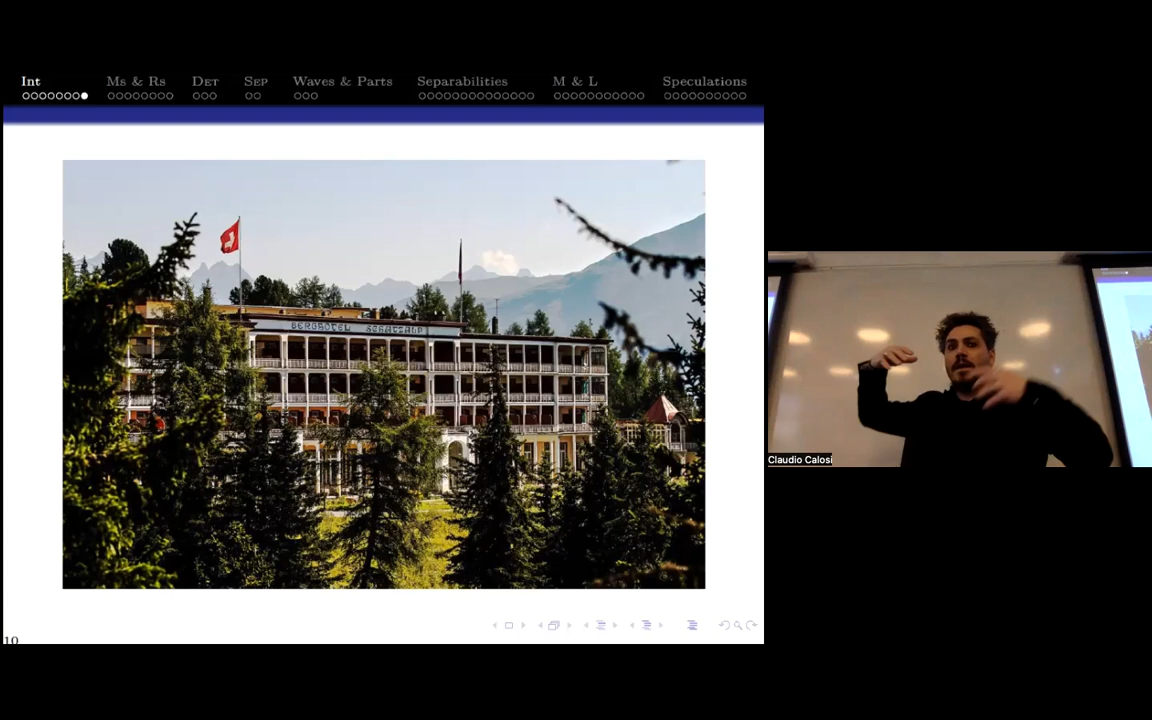 Int Ms & Rs Det Sep Waves & Parts Separabilities M & L Speculations
BERGHOTEL SCHATZALP
Claudio Calosi
10